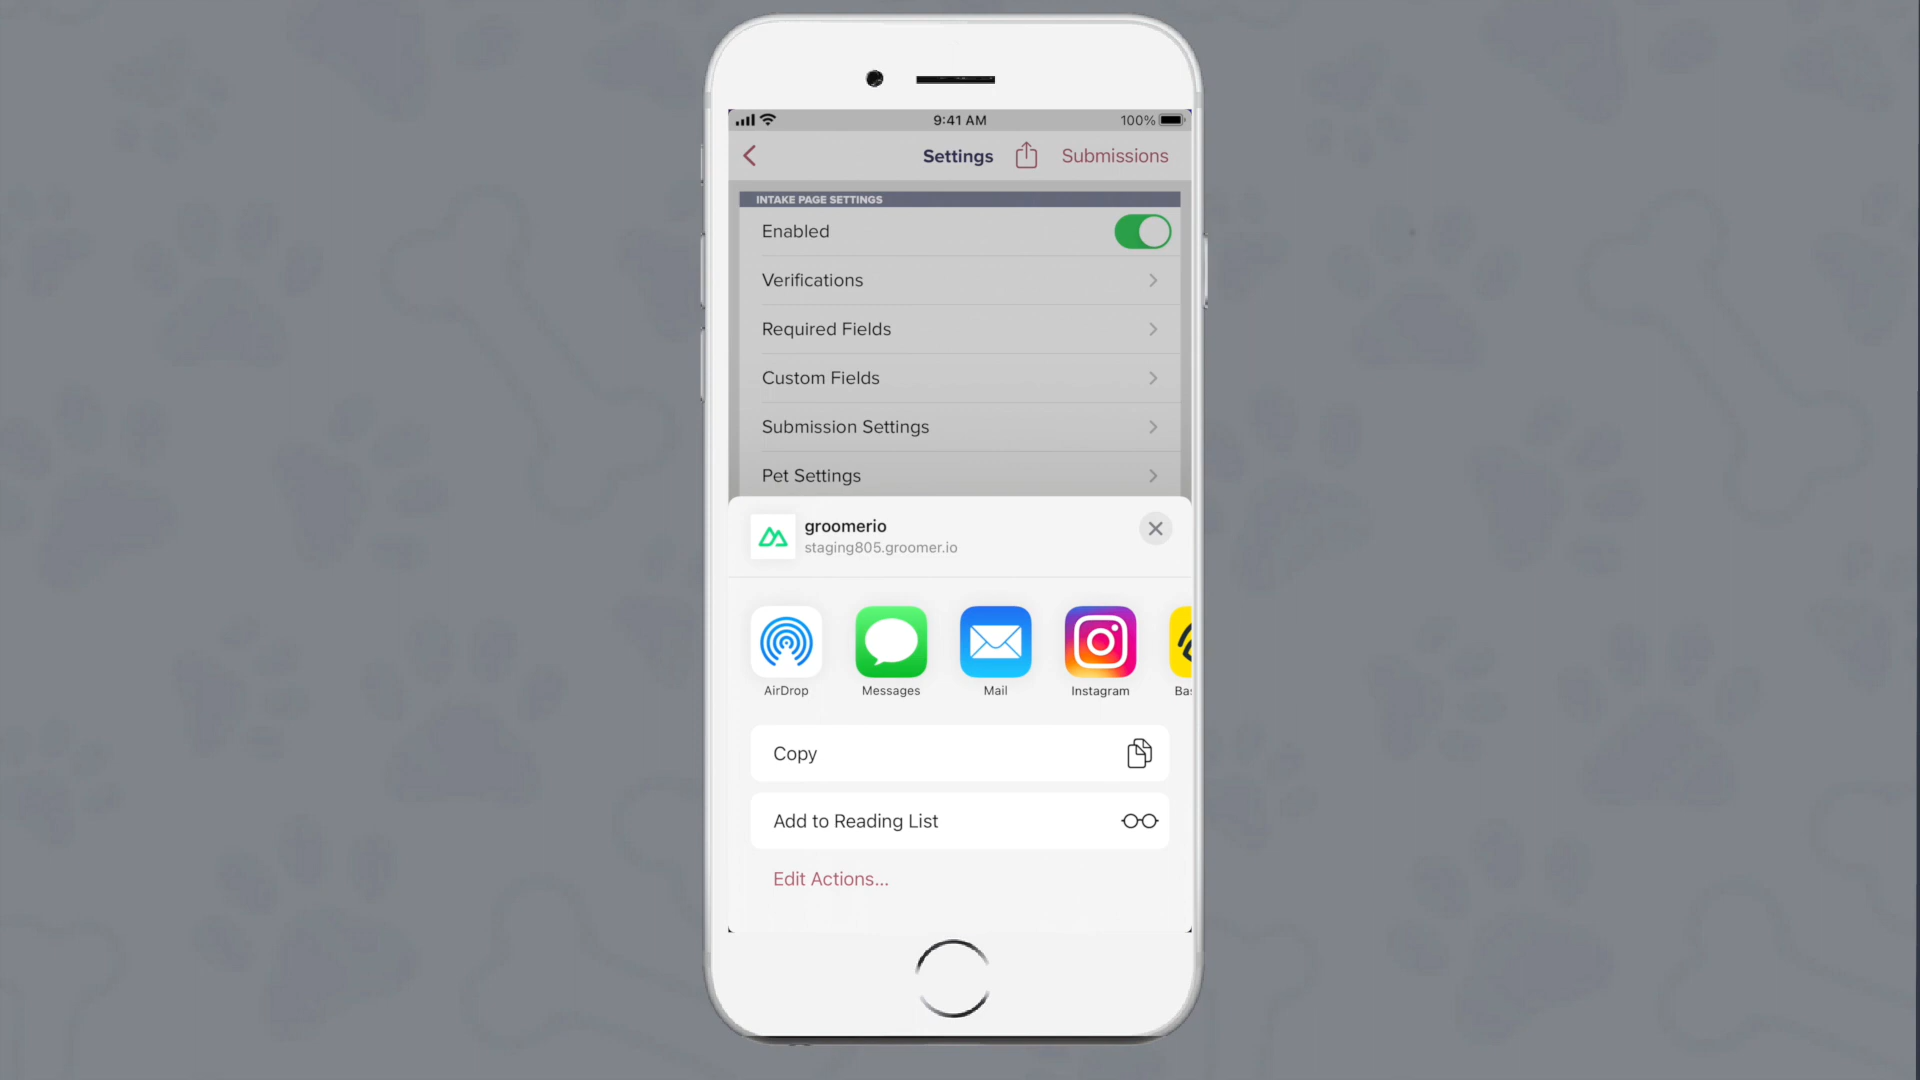 9:41 AM
100%
Settings
Submissions
INTAKE PAGE SETTINGS
Enabled
Verifications
Required Fields
Custom Fields
Submission Settings
Pet Settings
groomerio
staging805.groomer.io
AirDrop
Messages
Mail
Instagram
Copy
Add to Reading List
Edit Actions...